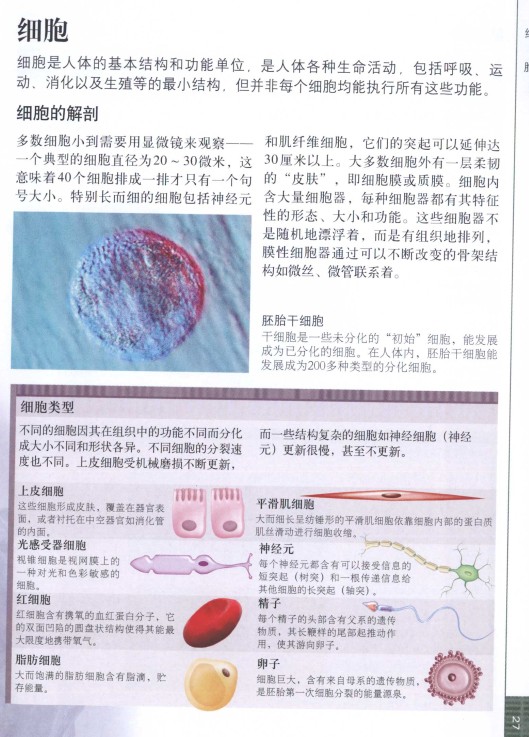 细胞
细胞是人体的基本结构和功能单位，是人体各种生命活动，包括呼吸、运
动、消化以及生殖等的最小结构，但并非每个细胞均能执行所有这些功能。
细胞的解剖
多数细胞小到需要用显微镜来观察——
一个典型的细胞直径为20～30微米，这
意味着40个细胞排成一排才只有一个句
号大小。特别长而细的细胞包括神经元
和肌纤维细胞，它们的突起可以延伸达
30厘米以上。大多数细胞外有一层柔韧
的“皮肤”，即细胞膜或质膜。细胞内
含大量细胞器，每种细胞器都有其特征
性的形态、大小和功能。这些细胞器不
是随机地漂浮着，而是有组织地排列，
膜性细胞器通过可以不断改变的骨架结
构如微丝、微管联系着。
胚胎干细胞
干细胞是一些未分化的“初始”细胞，能发展
成为已分化的细胞。在人体内，胚胎干细胞能
发展成为200多种类型的分化细胞。
细胞类型
不同的细胞因其在组织中的功能不同而分化
成大小不同和形状各异。不同细胞的分裂速
度也不同。上皮细胞受机械磨损不断更新，
而一些结构复杂的细胞如神经细胞（神经
元）更新很慢，甚至不更新。
上皮细胞
这些细胞形成皮肤，覆盖在器官表
面，或者衬托在中空器官如消化管
的内面。
平滑肌细胞
大而细长呈纺锤形的平滑肌细胞依靠细胞内部的蛋白质
肌丝滑动进行细胞收缩。
光感受器细胞
视锥细胞是视网膜上的
一种对光和色彩敏感的
细胞。
神经元
每个神经元都含有可以接受信息的
短突起（树突）和一根传递信息给
其他细胞的长突起（轴突）。
红细胞
红细胞含有携氧的血红蛋白分子，它
的双面凹陷的圆盘状结构使得其能最
大限度地携带氧气。
精子
每个精子的头部含有父系的遗传
物质，其长鞭样的尾部起推动作
用，使其游向卵子。
脂肪细胞
大而饱满的脂肪细胞含有脂滴，贮
存能量。
卵子
细胞巨大，含有来自母系的遗传物质，
是胚胎第一次细胞分裂的能量源泉。
27